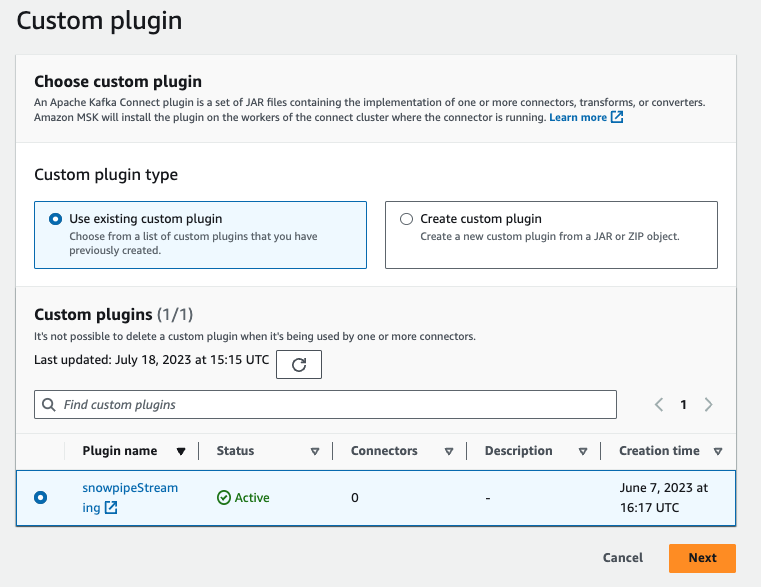 Custom plugin
Choose custom plugin
An Apache Kafka Connect plugin is a set of JAR files containing the implementation of one or more connectors, transforms, or converters.
Amazon MSK will install the plugin on the workers of the connect cluster where the connector is running. Learn more
Custom plugin type
Use existing custom plugin
Choose from a list of custom plugins that you have
previously created.
Create custom plugin
Create a new custom plugin from a JAR or ZIP object.
Custom plugins (1/1)
It's not possible to delete a custom plugin when it's being used by one or more connectors.
Last updated: July 18, 2023 at 15:15 UTC
Find custom plugins
1
Plugin name Status Connectors Description Creation time
snowpipeStream
ing
Active 0 - June 7, 2023 at
16:17 UTC
Cancel Next